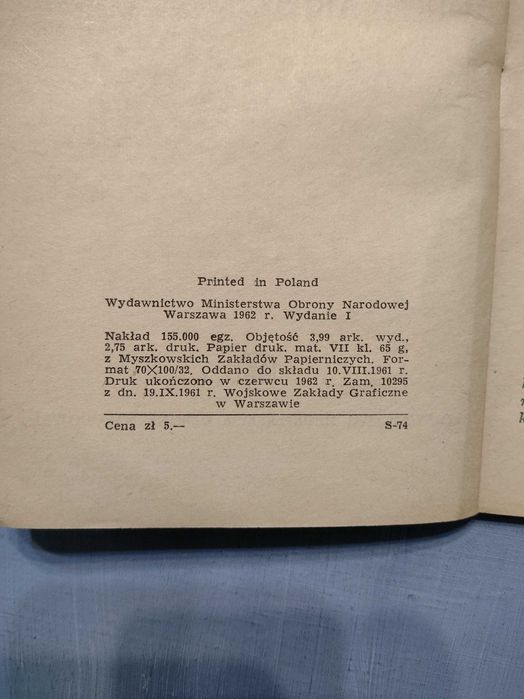 Printed in Poland
Wydawnictwo Ministerstwa Obrony Narodowej
Warszawa 1962 r. Wydanie I
Nakład 155.000 egz. Objętość 3,99 ark. wyd.,
2,75 ark. druk. Papier druk. mat. VII kl. 65 g,
z Myszkowskich Zakładów Papierniczych. For-
mat 70×100/32. Oddano do składu 10.VIII.1961 r.
Druk ukończono w czerwcu 1962 r. Zam. 10295
z dn. 19.IX.1961 r. Wojskowe Zakłady Graficzne
w Warszawie
Cena zł 5.—  S-74